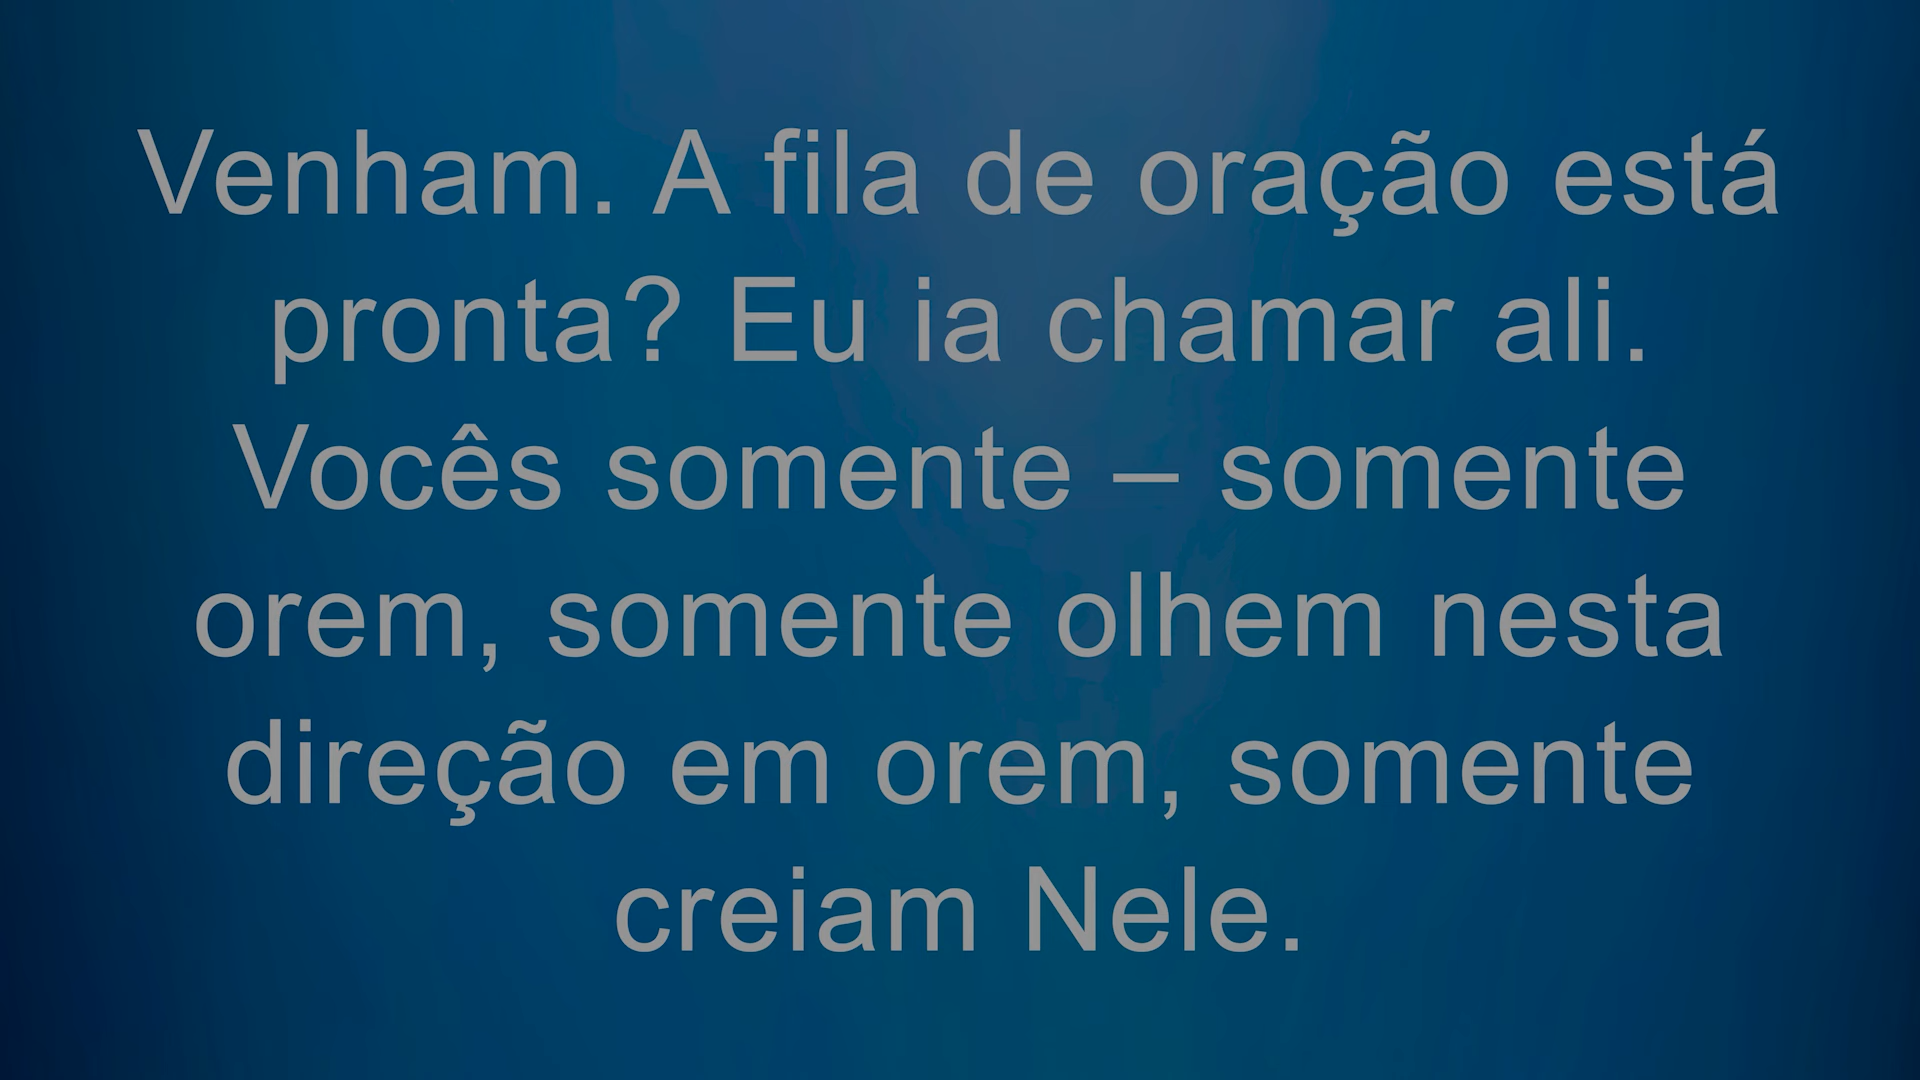 Venham. A fila de oração está
pronta? Eu ia chamar ali.
Vocês somente – somente
orem, somente olhem nesta
direção em orem, somente
creiam Nele.